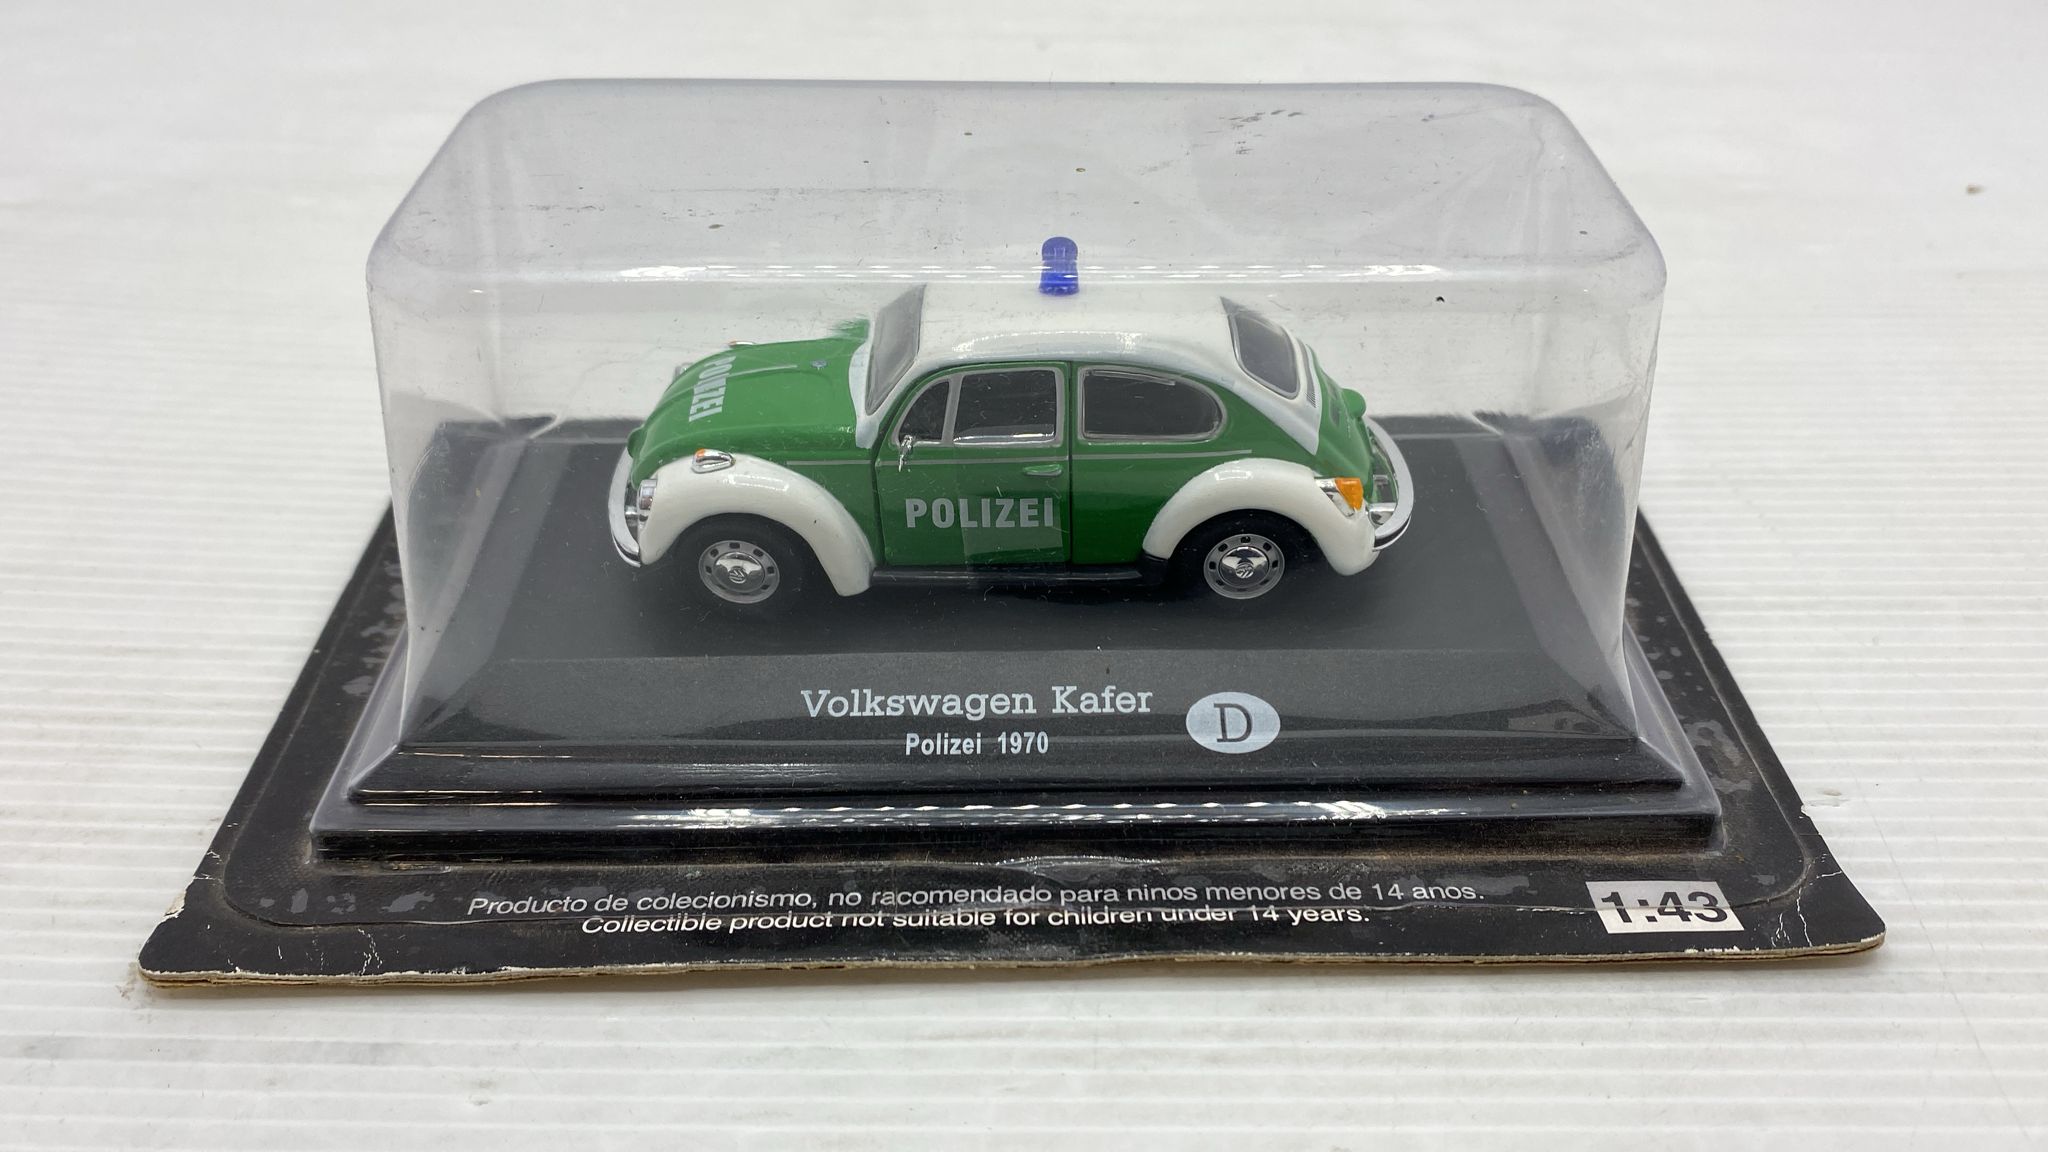 POLIZEI
POLIZEI
Volkswagen Kafer
Polizei 1970
D
Producto de colecionismo, no racomendado para ninos menores de 14 anos.
Collectible product not suitable for children under 14 years.
1:43